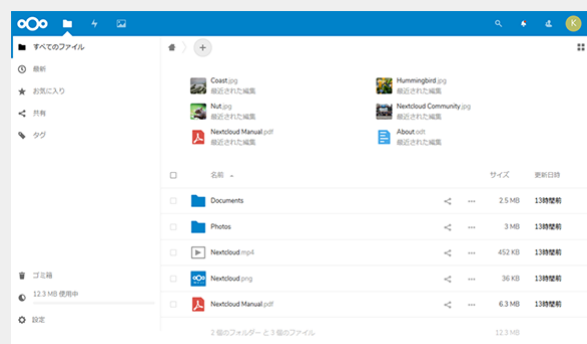 K
すべてのファイル
最新
お気に入り
共有
タグ
Coast.jpg
最近された編集
Hummingbird.jpg
最近された編集
Nut.jpg
最近された編集
Nextcloud Community.jpg
最近された編集
Nextcloud Manual.pdf
最近された編集
About.odt
最近された編集
名前 サイズ 更新日時
Documents 2.5 MB 13時間前
Photos 3 MB 13時間前
Nextcloud.mp4 452 KB 13時間前
Nextcloud.png 36 KB 13時間前
Nextcloud Manual.pdf 6.3 MB 13時間前
2 個のフォルダー と 3 個のファイル 12.3 MB
ゴミ箱
12.3 MB 使用中
設定